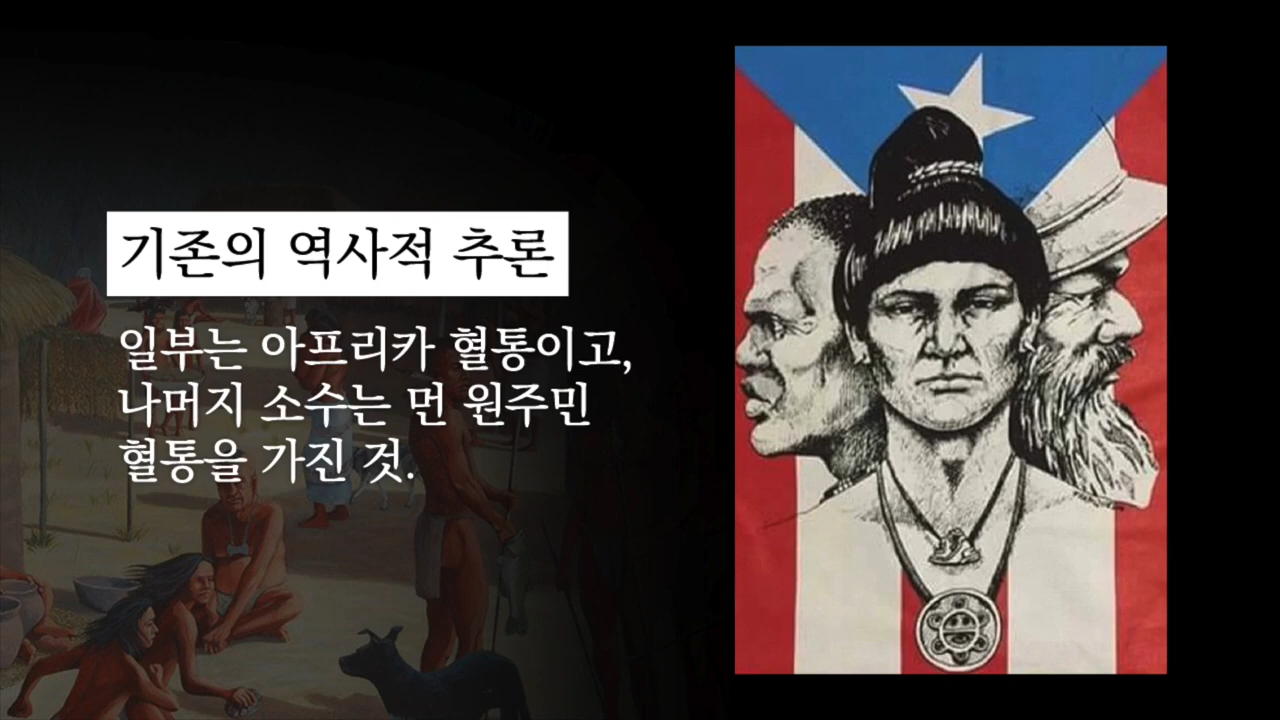 기존의 역사적 추론
일부는 아프리카 혈통이고,
나머지 소수는 먼 원주민
혈통을 가진 것.